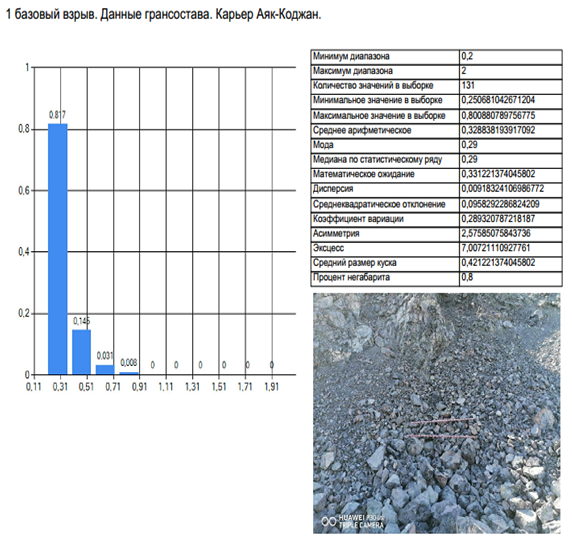 1 базовый взрыв. Данные грансостава. Карьер Аяк-Коджан.
1
0,8
0,6
0,4
0,2
0
0.817
0,145
0,031
0,008
0
0
0
0
0
0,11 0,31 0,51 0,71 0,91 1,11 1,31 1,51 1,71 1,91
Минимум диапазона 0,2
Максимум диапазона 2
Количество значений в выборке 131
Минимальное значение в выборке 0,250681042671204
Максимальное значение в выборке 0,800880789756775
Среднее арифметическое 0,328838193917092
Мода 0,29
Медиана по статистическому ряду 0,29
Математическое ожидание 0,331221374045802
Дисперсия 0,00918324106986772
Среднеквадратическое отклонение 0,0958292286824209
Коэффициент вариации 0,289320787218187
Асимметрия 2,57585075843736
Эксцесс 7,00721110927761
Средний размер куска 0,421221374045802
Процент негабарита 0,8
HUAWEI P30 lite
TRIPLE CAMERA